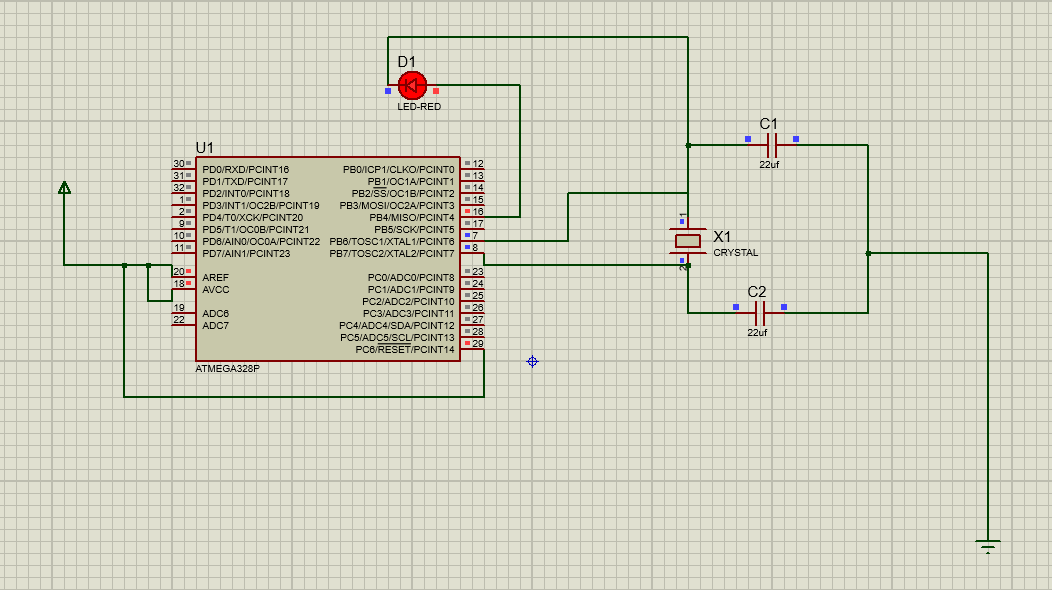 D1
LED-RED
C1
22uf
U1
30 PD0/RXD/PCINT16 PB0/ICP1/CLKO/PCINT0 12
31 PD1/TXD/PCINT17 PB1/OC1A/PCINT1 13
32 PD2/INT0/PCINT18 PB2/SS/OC1B/PCINT2 14
1 PD3/INT1/OC2B/PCINT19 PB3/MOSI/OC2A/PCINT3 15
2 PD4/T0/XCK/PCINT20 PB4/MISO/PCINT4 16
9 PD5/T1/OC0B/PCINT21 PB5/SCK/PCINT5 17
10 PD6/AIN0/OC0A/PCINT22 PB6/TOSC1/XTAL1/PCINT6 7
11 PD7/AIN1/PCINT23 PB7/TOSC2/XTAL2/PCINT7 8
20 AREF PC0/ADC0/PCINT8 23
18 AVCC PC1/ADC1/PCINT9 24
PC2/ADC2/PCINT10 25
19 ADC6 PC3/ADC3/PCINT11 26
22 ADC7 PC4/ADC4/SDA/PCINT12 27
PC5/ADC5/SCL/PCINT13 28
PC6/RESET/PCINT14 29
ATMEGA328P
1
X1
CRYSTAL
2
C2
22uf